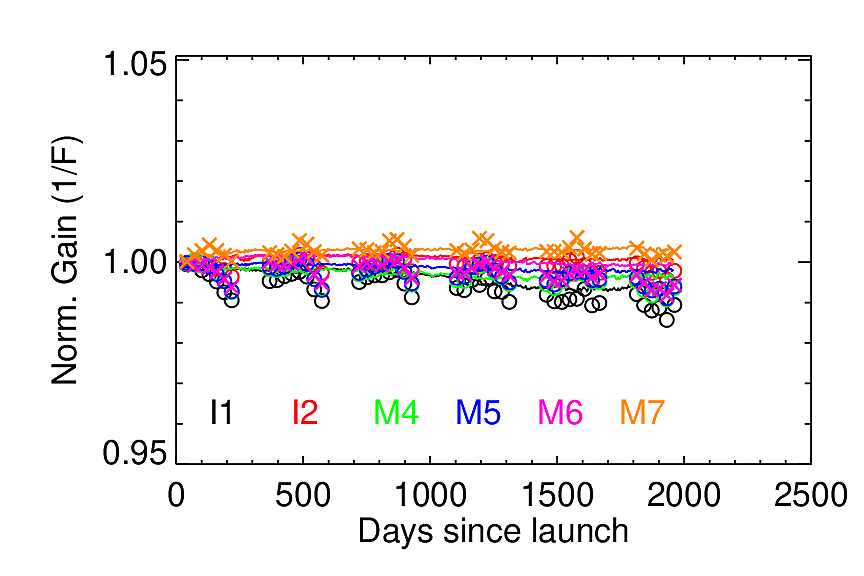 1.05
1.00
0.95
Norm. Gain (1/F)
I1 I2 M4 M5 M6 M7
0 500 1000 1500 2000 2500
Days since launch